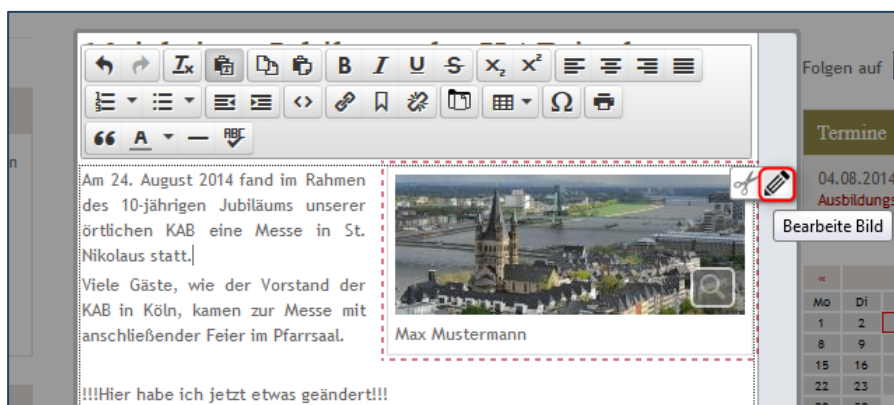 Folgen auf
Termine
04.08.2014
Ausbildungs
Bearbeite Bild
Am 24. August 2014 fand im Rahmen
des 10-jährigen Jubiläums unserer
örtlichen KAB eine Messe in St.
Nikolaus statt.
Viele Gäste, wie der Vorstand der
KAB in Köln, kamen zur Messe mit
anschließender Feier im Pfarrsaal.
Max Mustermann
!!!Hier habe ich jetzt etwas geändert!!!
«
Mo Di
1 2
8 9
15 16
22 23